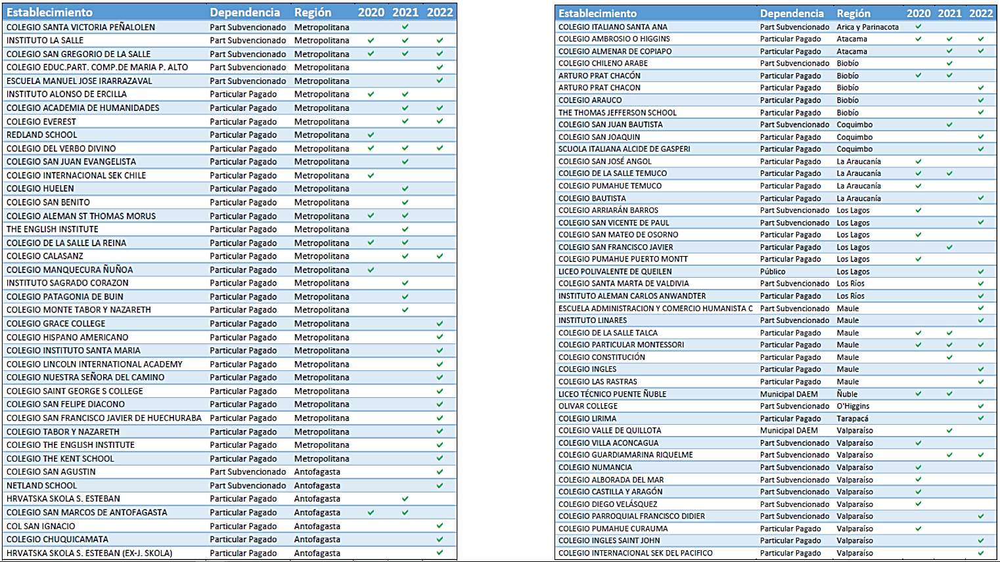 Establecimiento Dependencia Región 2020 2021 2022
COLEGIO SANTA VICTORIA PEÑALOLEN Part Subvencionado Metropolitana ✓
INSTITUTO LA SALLE Part Subvencionado Metropolitana ✓ ✓ ✓
COLEGIO SAN GREGORIO DE LA SALLE Part Subvencionado Metropolitana ✓ ✓ ✓
COLEGIO EDUC.PART. COMP.DE MARIA P. ALTO Part Subvencionado Metropolitana ✓
ESCUELA MANUEL JOSE IRARRAZAVAL Part Subvencionado Metropolitana ✓
INSTITUTO ALONSO DE ERCILLA Particular Pagado Metropolitana ✓ ✓
COLEGIO ACADEMIA DE HUMANIDADES Particular Pagado Metropolitana ✓ ✓
COLEGIO EVEREST Particular Pagado Metropolitana ✓ ✓
REDLAND SCHOOL Particular Pagado Metropolitana ✓
COLEGIO DEL VERBO DIVINO Particular Pagado Metropolitana ✓ ✓ ✓
COLEGIO SAN JUAN EVANGELISTA Particular Pagado Metropolitana ✓
COLEGIO INTERNACIONAL SEK CHILE Particular Pagado Metropolitana ✓
COLEGIO HUELEN Particular Pagado Metropolitana ✓
COLEGIO SAN BENITO Particular Pagado Metropolitana ✓
COLEGIO ALEMAN ST THOMAS MORUS Particular Pagado Metropolitana ✓ ✓
THE ENGLISH INSTITUTE Particular Pagado Metropolitana ✓
COLEGIO DE LA SALLE LA REINA Particular Pagado Metropolitana ✓ ✓
COLEGIO CALASANZ Particular Pagado Metropolitana ✓ ✓
COLEGIO MANQUECURA ÑUÑOA Particular Pagado Metropolitana ✓
INSTITUTO SAGRADO CORAZON Particular Pagado Metropolitana ✓
COLEGIO PATAGONIA DE BUIN Particular Pagado Metropolitana ✓
COLEGIO MONTE TABOR Y NAZARETH Particular Pagado Metropolitana ✓
COLEGIO GRACE COLLEGE Particular Pagado Metropolitana ✓
COLEGIO HISPANO AMERICANO Particular Pagado Metropolitana ✓
COLEGIO INSTITUTO SANTA MARIA Particular Pagado Metropolitana ✓
COLEGIO LINCOLN INTERNATIONAL ACADEMY Particular Pagado Metropolitana ✓
COLEGIO NUESTRA SEÑORA DEL CAMINO Particular Pagado Metropolitana ✓
COLEGIO SAINT GEORGE S COLLEGE Particular Pagado Metropolitana ✓
COLEGIO SAN FELIPE DIACONO Particular Pagado Metropolitana ✓
COLEGIO SAN FRANCISCO JAVIER DE HUECHURABA Particular Pagado Metropolitana ✓
COLEGIO TABOR Y NAZARETH Particular Pagado Metropolitana ✓
COLEGIO THE ENGLISH INSTITUTE Particular Pagado Metropolitana ✓
COLEGIO THE KENT SCHOOL Particular Pagado Metropolitana ✓
COLEGIO SAN AGUSTIN Part Subvencionado Antofagasta ✓
NETLAND SCHOOL Part Subvencionado Antofagasta ✓
HRVATSKA SKOLA S. ESTEBAN Particular Pagado Antofagasta ✓
COLEGIO SAN MARCOS DE ANTOFAGASTA Particular Pagado Antofagasta ✓ ✓
COL SAN IGNACIO Particular Pagado Antofagasta ✓
COLEGIO CHUQUICAMATA Particular Pagado Antofagasta ✓
HRVATSKA SKOLA S. ESTEBAN (EX-J. SKOLA) Particular Pagado Antofagasta ✓
Establecimiento Dependencia Región 2020 2021 2022
COLEGIO ITALIANO SANTA ANA Part Subvencionado Arica y Parinacota ✓
COLEGIO AMBROSIO O HIGGINS Particular Pagado Atacama ✓ ✓ ✓
COLEGIO ALMENAR DE COPIAPO Particular Pagado Atacama ✓ ✓
COLEGIO CHILENO ARABE Part Subvencionado Biobío ✓
ARTURO PRAT CHACÓN Particular Pagado Biobío ✓ ✓
ARTURO PRAT CHACON Particular Pagado Biobío ✓
COLEGIO ARAUCO Particular Pagado Biobío ✓
THE THOMAS JEFFERSON SCHOOL Particular Pagado Biobío ✓
COLEGIO SAN JUAN BAUTISTA Part Subvencionado Coquimbo ✓
COLEGIO SAN JOAQUIN Particular Pagado Coquimbo ✓
SCUOLA ITALIANA ALCIDE DE GASPERI Particular Pagado Coquimbo ✓
COLEGIO SAN JOSÉ ANGOL Particular Pagado La Araucanía ✓
COLEGIO DE LA SALLE TEMUCO Particular Pagado La Araucanía ✓ ✓
COLEGIO PUMAHUE TEMUCO Particular Pagado La Araucanía ✓
COLEGIO BAUTISTA Particular Pagado La Araucanía ✓
COLEGIO ARRIARÁN BARROS Part Subvencionado Los Lagos ✓
COLEGIO SAN VICENTE DE PAUL Part Subvencionado Los Lagos ✓
COLEGIO SAN MATEO DE OSORNO Particular Pagado Los Lagos ✓
COLEGIO SAN FRANCISCO JAVIER Particular Pagado Los Lagos ✓
COLEGIO PUMAHUE PUERTO MONTT Particular Pagado Los Lagos ✓
LICEO POLIVALENTE DE QUEILEN Público Los Lagos ✓
COLEGIO SANTA MARTA DE VALDIVIA Part Subvencionado Los Ríos ✓
INSTITUTO ALEMAN CARLOS ANWANDTER Particular Pagado Los Ríos ✓
ESCUELA ADMINISTRACION Y COMERCIO HUMANISTA C Part Subvencionado Maule ✓
INSTITUTO LINARES Part Subvencionado Maule ✓
COLEGIO DE LA SALLE TALCA Particular Pagado Maule ✓ ✓
COLEGIO PARTICULAR MONTESSORI Particular Pagado Maule ✓ ✓ ✓
COLEGIO CONSTITUCIÓN Particular Pagado Maule ✓
COLEGIO INGLES Particular Pagado Maule ✓
COLEGIO LAS RASTRAS Particular Pagado Maule ✓
LICEO TÉCNICO PUENTE ÑUBLE Municipal DAEM Ñuble ✓ ✓
OLIVAR COLLEGE Part Subvencionado O'Higgins ✓
COLEGIO LIRIMA Particular Pagado Tarapacá ✓
COLEGIO VALLE DE QUILLOTA Municipal DAEM Valparaíso ✓
COLEGIO VILLA ACONCAGUA Part Subvencionado Valparaíso ✓
COLEGIO GUARDIAMARINA RIQUELME Part Subvencionado Valparaíso ✓ ✓
COLEGIO NUMANCIA Part Subvencionado Valparaíso ✓
COLEGIO ALBORADA DEL MAR Part Subvencionado Valparaíso ✓
COLEGIO CASTILLA Y ARAGÓN Part Subvencionado Valparaíso ✓
COLEGIO DIEGO VELÁSQUEZ Part Subvencionado Valparaíso ✓
COLEGIO PARROQUIAL FRANCISCO DIDIER Part Subvencionado Valparaíso ✓
COLEGIO PUMAHUE CURAUMA Particular Pagado Valparaíso ✓
COLEGIO INGLES SAINT JOHN Particular Pagado Valparaíso ✓
COLEGIO INTERNACIONAL SEK DEL PACIFICO Particular Pagado Valparaíso ✓